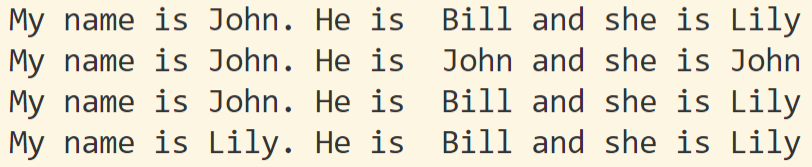 My name is John. He is  Bill and she is Lily
My name is John. He is  John and she is John
My name is John. He is  Bill and she is Lily
My name is Lily. He is  Bill and she is Lily